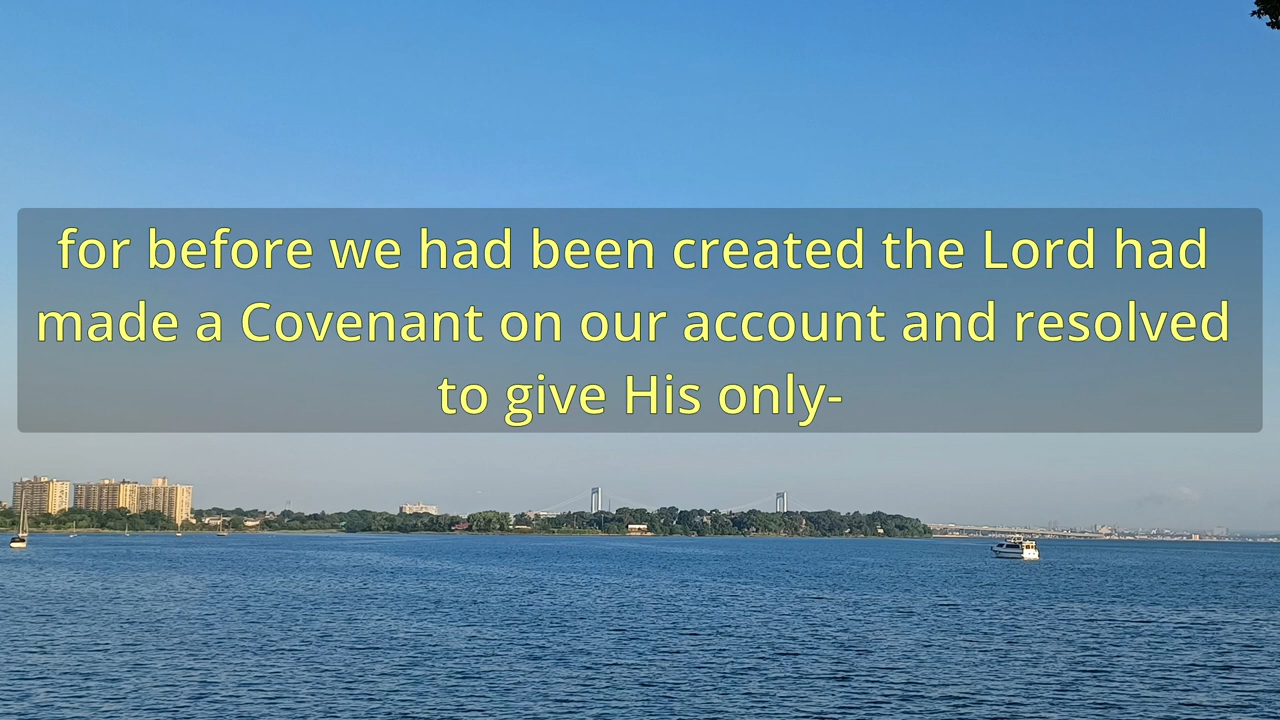 for before we had been created the Lord had
made a Covenant on our account and resolved
to give His only-